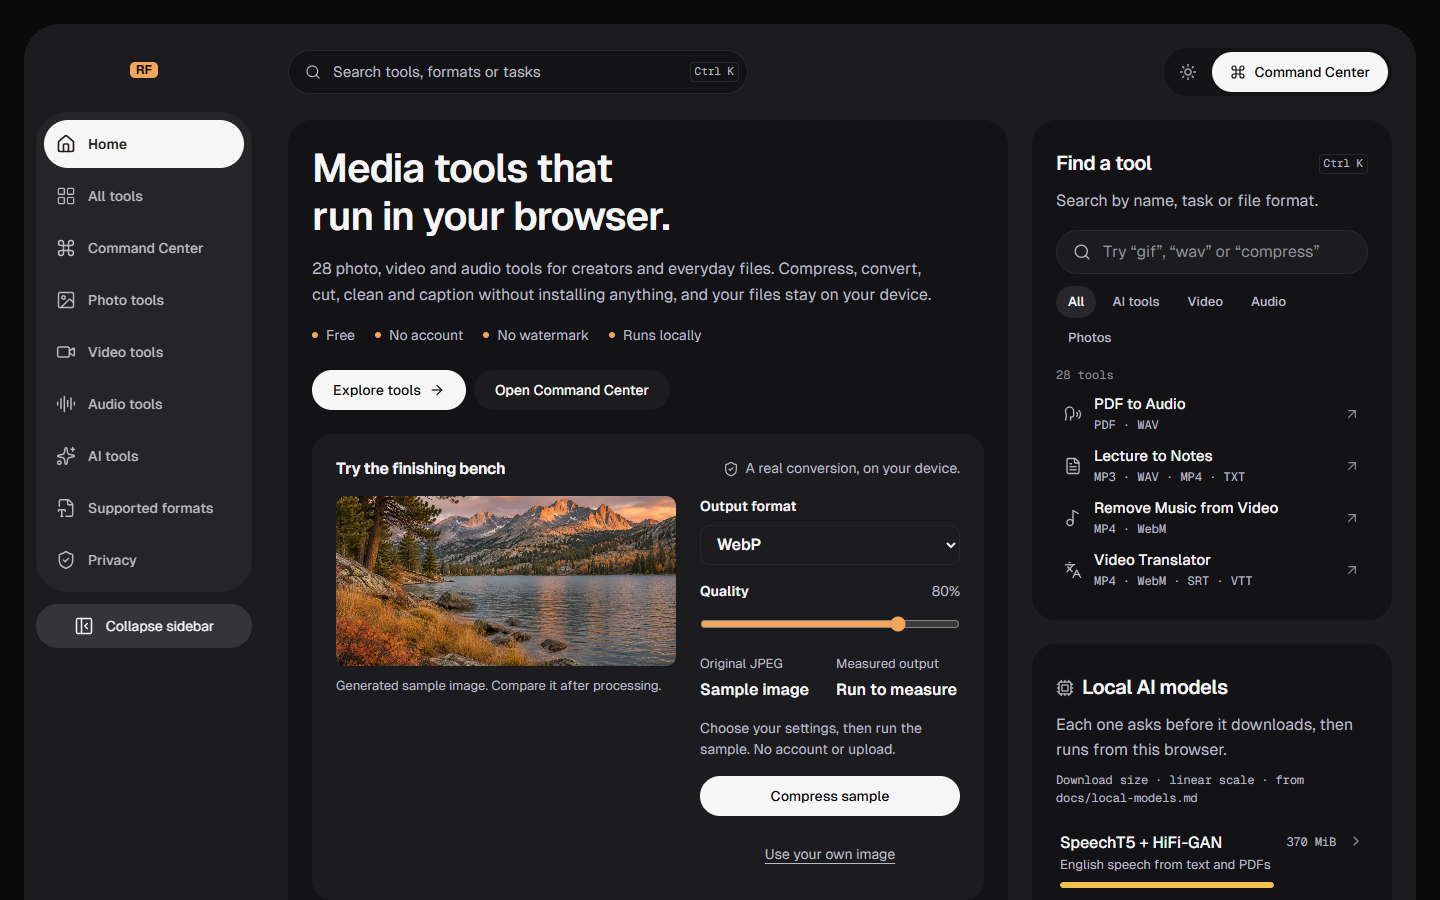 RF
Search tools, formats or tasks
Ctrl K
Command Center
Home
All tools
Command Center
Photo tools
Video tools
Audio tools
AI tools
Supported formats
Privacy
Collapse sidebar
Media tools that
run in your browser.
28 photo, video and audio tools for creators and everyday files. Compress, convert,
cut, clean and caption without installing anything, and your files stay on your device.
Free
No account
No watermark
Runs locally
Explore tools
Open Command Center
Try the finishing bench
A real conversion, on your device.
Generated sample image. Compare it after processing.
Output format
WebP
Quality
80%
Original JPEG
Measured output
Sample image
Run to measure
Choose your settings, then run the
sample. No account or upload.
Compress sample
Use your own image
Find a tool
Ctrl K
Search by name, task or file format.
Try “gif”, “wav” or “compress”
All
AI tools
Video
Audio
Photos
28 tools
PDF to Audio
PDF · WAV
Lecture to Notes
MP3 · WAV · MP4 · TXT
Remove Music from Video
MP4 · WebM
Video Translator
MP4 · WebM · SRT · VTT
Local AI models
Each one asks before it downloads, then
runs from this browser.
Download size · linear scale · from
docs/local-models.md
SpeechT5 + HiFi-GAN
370 MiB
English speech from text and PDFs